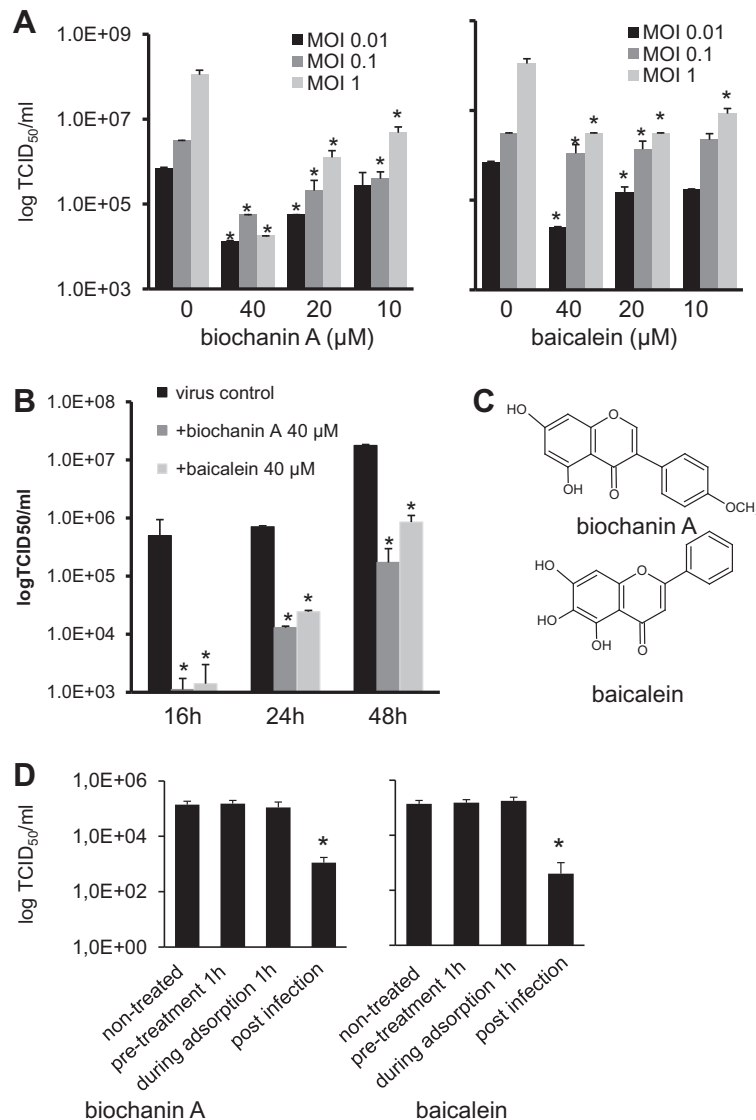 A
1.0E+09
1.0E+07
1.0E+05
1.0E+03
log TCID50/ml
MOI 0.01
MOI 0.1
MOI 1
* * *
* * *
* *
0 40 20 10
biochanin A (µM)
MOI 0.01
MOI 0.1
MOI 1
* * *
* * *
*
0 40 20 10
baicalein (µM)
B
1.0E+08
1.0E+07
1.0E+06
1.0E+05
1.0E+04
1.0E+03
logTCID50/ml
virus control
+biochanin A 40 µM
+baicalein 40 µM
* *
* *
* *
16h 24h 48h
C
HO
O
OH
O
OCH
biochanin A
HO
O
HO
OH
O
baicalein
D
1,0E+06
1,0E+04
1,0E+02
1,0E+00
log TCID50/ml
*
non-treated
pre-treatment 1h
during adsorption 1h
post infection
biochanin A
*
non-treated
pre-treatment 1h
during adsorption 1h
post infection
baicalein